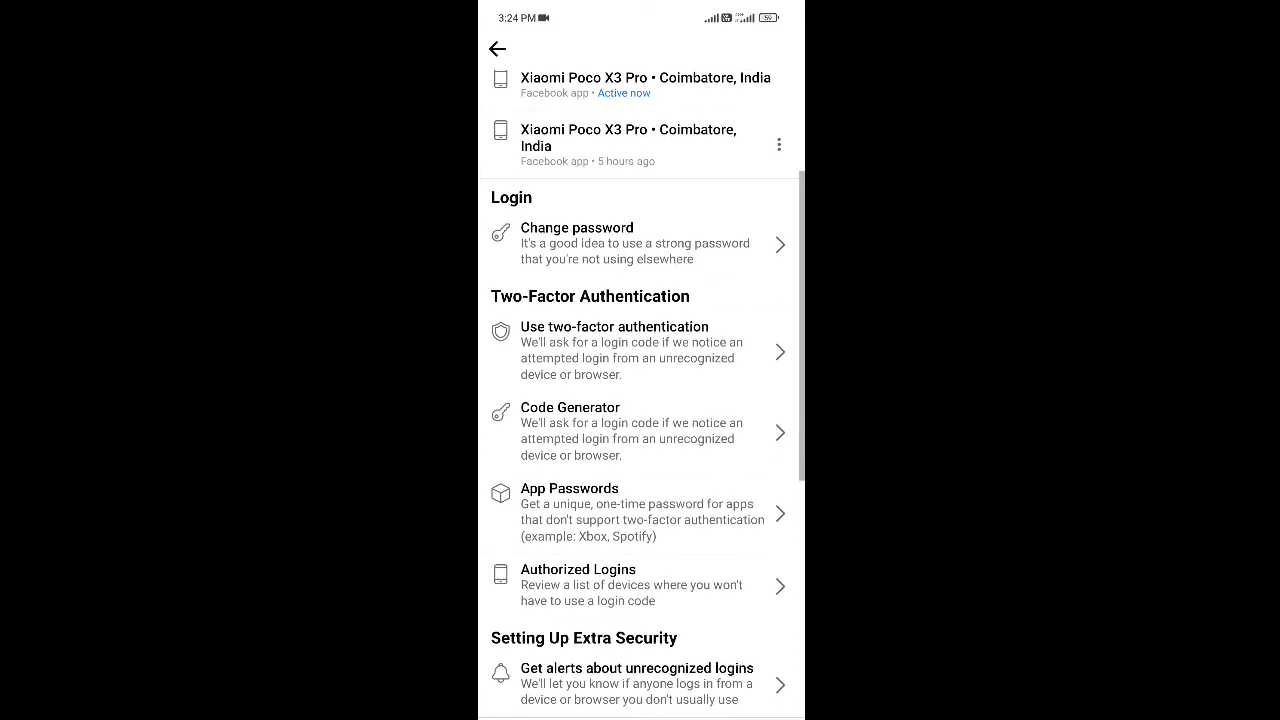 3:24 PM
59
Xiaomi Poco X3 Pro • Coimbatore, India
Facebook app • Active now
Xiaomi Poco X3 Pro • Coimbatore,
India
Facebook app • 5 hours ago
Login
Change password
It's a good idea to use a strong password
that you're not using elsewhere
Two-Factor Authentication
Use two-factor authentication
We'll ask for a login code if we notice an
attempted login from an unrecognized
device or browser.
Code Generator
We'll ask for a login code if we notice an
attempted login from an unrecognized
device or browser.
App Passwords
Get a unique, one-time password for apps
that don't support two-factor authentication
(example: Xbox, Spotify)
Authorized Logins
Review a list of devices where you won't
have to use a login code
Setting Up Extra Security
Get alerts about unrecognized logins
We'll let you know if anyone logs in from a
device or browser you don't usually use